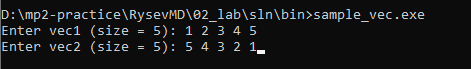 D:\mp2-practice\RysevMD\02_lab\sln\bin>sample_vec.exe
Enter vec1 (size = 5): 1 2 3 4 5
Enter vec2 (size = 5): 5 4 3 2 1